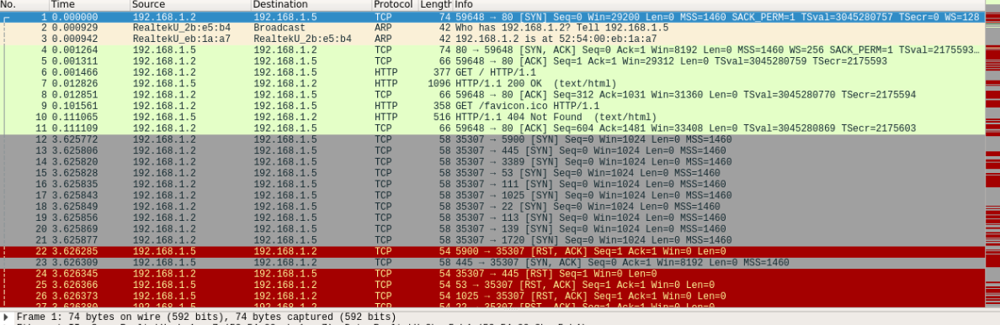 No. Time Source Destination Protocol Length Info
1 0.000000 192.168.1.2 192.168.1.5 TCP 74 59648 → 80 [SYN] Seq=0 Win=29200 Len=0 MSS=1460 SACK_PERM=1 TSval=3045280757 TSecr=0 WS=128
2 0.000929 RealtekU_2b:e5:b4 Broadcast ARP 42 Who has 192.168.1.2? Tell 192.168.1.5
3 0.000942 RealtekU_eb:1a:a7 RealtekU_2b:e5:b4 ARP 42 192.168.1.2 is at 52:54:00:eb:1a:a7
4 0.001264 192.168.1.5 192.168.1.2 TCP 74 80 → 59648 [SYN, ACK] Seq=0 Ack=1 Win=8192 Len=0 MSS=1460 WS=256 SACK_PERM=1 TSval=2175593…
5 0.001311 192.168.1.2 192.168.1.5 TCP 66 59648 → 80 [ACK] Seq=1 Ack=1 Win=29312 Len=0 TSval=3045280759 TSecr=2175593
6 0.001466 192.168.1.2 192.168.1.5 HTTP 377 GET / HTTP/1.1
7 0.012826 192.168.1.5 192.168.1.2 HTTP 1096 HTTP/1.1 200 OK (text/html)
8 0.012851 192.168.1.2 192.168.1.5 TCP 66 59648 → 80 [ACK] Seq=312 Ack=1031 Win=31360 Len=0 TSval=3045280770 TSecr=2175594
9 0.101561 192.168.1.2 192.168.1.5 HTTP 358 GET /favicon.ico HTTP/1.1
10 0.111065 192.168.1.5 192.168.1.2 HTTP 516 HTTP/1.1 404 Not Found (text/html)
11 0.111109 192.168.1.2 192.168.1.5 TCP 66 59648 → 80 [ACK] Seq=604 Ack=1481 Win=33408 Len=0 TSval=3045280869 TSecr=2175603
12 3.625772 192.168.1.2 192.168.1.5 TCP 58 35307 → 5900 [SYN] Seq=0 Win=1024 Len=0 MSS=1460
13 3.625806 192.168.1.2 192.168.1.5 TCP 58 35307 → 445 [SYN] Seq=0 Win=1024 Len=0 MSS=1460
14 3.625820 192.168.1.2 192.168.1.5 TCP 58 35307 → 3389 [SYN] Seq=0 Win=1024 Len=0 MSS=1460
15 3.625828 192.168.1.2 192.168.1.5 TCP 58 35307 → 53 [SYN] Seq=0 Win=1024 Len=0 MSS=1460
16 3.625835 192.168.1.2 192.168.1.5 TCP 58 35307 → 111 [SYN] Seq=0 Win=1024 Len=0 MSS=1460
17 3.625843 192.168.1.2 192.168.1.5 TCP 58 35307 → 1025 [SYN] Seq=0 Win=1024 Len=0 MSS=1460
18 3.625849 192.168.1.2 192.168.1.5 TCP 58 35307 → 22 [SYN] Seq=0 Win=1024 Len=0 MSS=1460
19 3.625856 192.168.1.2 192.168.1.5 TCP 58 35307 → 113 [SYN] Seq=0 Win=1024 Len=0 MSS=1460
20 3.625869 192.168.1.2 192.168.1.5 TCP 58 35307 → 139 [SYN] Seq=0 Win=1024 Len=0 MSS=1460
21 3.625877 192.168.1.2 192.168.1.5 TCP 58 35307 → 1720 [SYN] Seq=0 Win=1024 Len=0 MSS=1460
22 3.626285 192.168.1.5 192.168.1.2 TCP 54 5900 → 35307 [RST, ACK] Seq=1 Ack=1 Win=0 Len=0
23 3.626309 192.168.1.5 192.168.1.2 TCP 58 445 → 35307 [SYN, ACK] Seq=0 Ack=1 Win=8192 Len=0 MSS=1460
24 3.626345 192.168.1.2 192.168.1.5 TCP 54 35307 → 445 [RST] Seq=1 Win=0 Len=0
25 3.626366 192.168.1.5 192.168.1.2 TCP 54 53 → 35307 [RST, ACK] Seq=1 Ack=1 Win=0 Len=0
26 3.626373 192.168.1.5 192.168.1.2 TCP 54 1025 → 35307 [RST, ACK] Seq=1 Ack=1 Win=0 Len=0
Frame 1: 74 bytes on wire (592 bits), 74 bytes captured (592 bits)